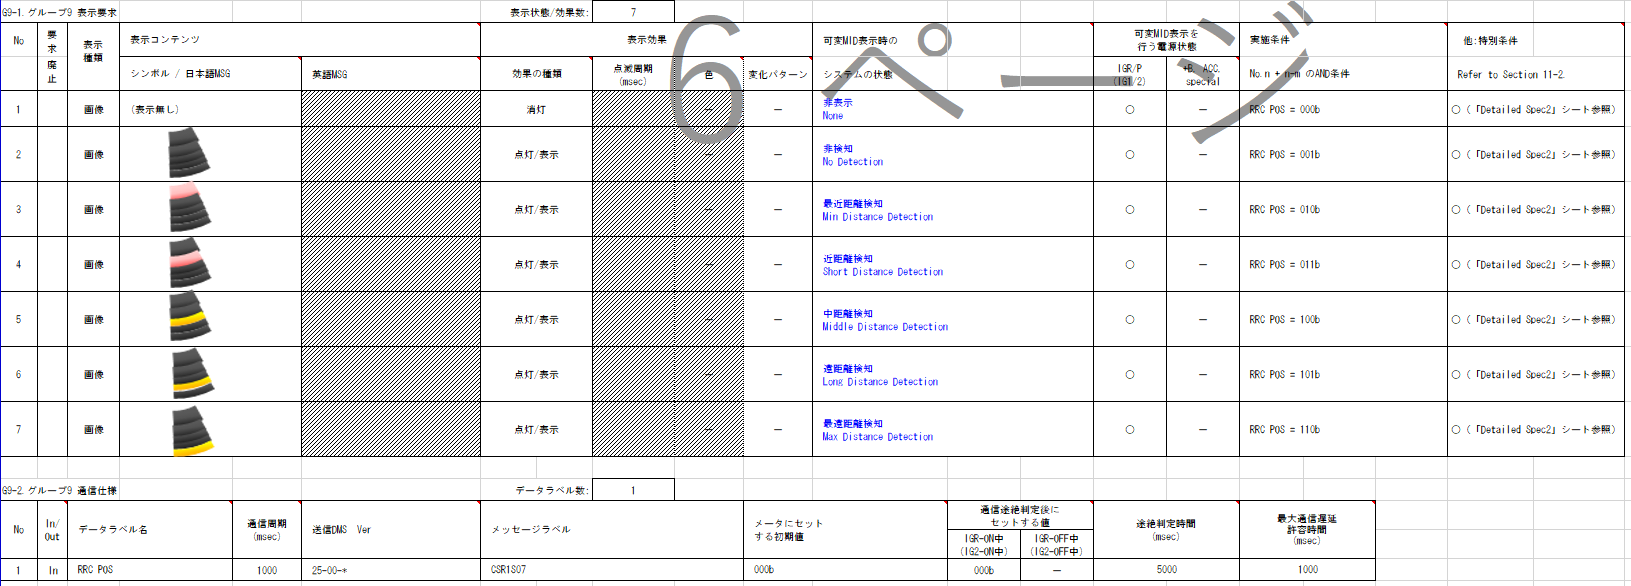 G9-1.グループ9 表示要求 表示状態/効果数: 7
No 要求廃止 表示種類 表示コンテンツ 表示効果 可変MID表示時の 可変MID表示を行う電源状態 実施条件 他:特別条件
シンボル / 日本語MSG 英語MSG 効果の種類 点滅周期(msec) 色 変化パターン システムの状態 IGR/P(IG1/2) +B, ACC, special No.n + n-m のAND条件 Refer to Section 11-2.
1 画像 (表示無し) 消灯 － － 非表示 None ○ － RRC POS = 000b ○ (「Detailed Spec2」シート参照)
2 画像 点灯/表示 － － 非検知 No Detection ○ － RRC POS = 001b ○ (「Detailed Spec2」シート参照)
3 画像 点灯/表示 － － 最近距離検知 Min Distance Detection ○ － RRC POS = 010b ○ (「Detailed Spec2」シート参照)
4 画像 点灯/表示 － － 近距離検知 Short Distance Detection ○ － RRC POS = 011b ○ (「Detailed Spec2」シート参照)
5 画像 点灯/表示 － － 中距離検知 Middle Distance Detection ○ － RRC POS = 100b ○ (「Detailed Spec2」シート参照)
6 画像 点灯/表示 － － 遠距離検知 Long Distance Detection ○ － RRC POS = 101b ○ (「Detailed Spec2」シート参照)
7 画像 点灯/表示 － － 最遠距離検知 Max Distance Detection ○ － RRC POS = 110b ○ (「Detailed Spec2」シート参照)
6 ページ
G9-2.グループ9 通信仕様 データラベル数: 1
No In/Out データラベル名 通信周期(msec) 送信DMS Ver メッセージラベル メータにセットする初期値 通信途絶判定後にセットする値 途絶判定時間(msec) 最大通信遅延許容時間(msec)
IGR-ON中(IG2-ON中) IGR-OFF中(IG2-OFF中)
1 In RRC POS 1000 25-00-* CSR1S07 000b 000b － 5000 1000